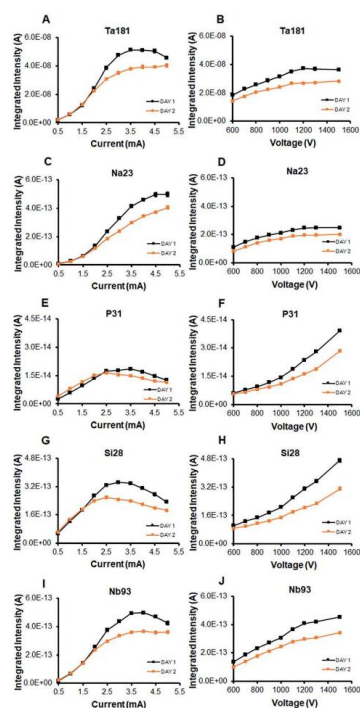 A
Ta181
Integrated Intensity (A)
6.0E-08
4.0E-08
2.0E-08
0.0E+00
DAY 1
DAY 2
0.5 1.5 2.5 3.5 4.5 5.5
Current (mA)
B
Ta181
Integrated Intensity (A)
6.0E-08
4.0E-08
2.0E-08
0.0E+00
DAY 1
DAY 2
600 800 1000 1200 1400 1600
Voltage (V)
C
Na23
Integrated Intensity (A)
6.0E-13
4.0E-13
2.0E-13
0.0E+00
DAY 1
DAY 2
0.5 1.5 2.5 3.5 4.5 5.5
Current (mA)
D
Na23
Integrated Intensity (A)
6.0E-13
4.0E-13
2.0E-13
0.0E+00
DAY 1
DAY 2
600 800 1000 1200 1400 1600
Voltage (V)
E
P31
Integrated Intensity (A)
4.5E-14
3.0E-14
1.5E-14
0.0E+00
DAY 1
DAY 2
0.5 1.5 2.5 3.5 4.5 5.5
Current (mA)
F
P31
Integrated Intensity (A)
4.5E-14
3.0E-14
1.5E-14
0.0E+00
DAY 1
DAY 2
600 800 1000 1200 1400 1600
Voltage (V)
G
Si28
Integrated Intensity (A)
4.8E-13
3.2E-13
1.6E-13
0.0E+00
DAY 1
DAY 2
0.5 1.5 2.5 3.5 4.5 5.5
Current (mA)
H
Si28
Integrated Intensity (A)
4.8E-13
3.2E-13
1.6E-13
0.0E+00
DAY 1
DAY 2
600 800 1000 1200 1400 1600
Voltage (V)
I
Nb93
Integrated Intensity (A)
6.0E-13
4.0E-13
2.0E-13
0.0E+00
DAY 1
DAY 2
0.5 1.5 2.5 3.5 4.5 5.5
Current (mA)
J
Nb93
Integrated Intensity (A)
6.0E-13
4.0E-13
2.0E-13
0.0E+00
DAY 1
DAY 2
600 800 1000 1200 1400 1600
Voltage (V)